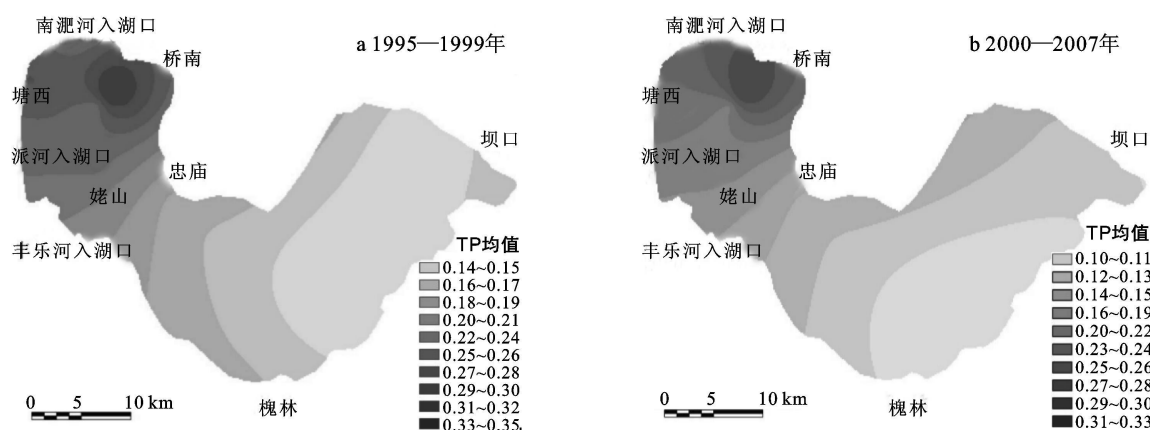 南淝河入湖口
a 1995—1999年
桥南
塘西
坝口
派河入湖口
忠庙
姥山
丰乐河入湖口
TP均值
0.14~0.15
0.16~0.17
0.18~0.19
0.20~0.21
0.22~0.24
0.25~0.26
0.27~0.28
0.29~0.30
0.31~0.32
0.33~0.35
0 5 10 km
槐林
南淝河入湖口
b 2000—2007年
桥南
塘西
坝口
派河入湖口
忠庙
姥山
丰乐河入湖口
TP均值
0.10~0.11
0.12~0.13
0.14~0.15
0.16~0.19
0.20~0.22
0.23~0.24
0.25~0.26
0.27~0.28
0.29~0.30
0.31~0.33
0 5 10 km
槐林